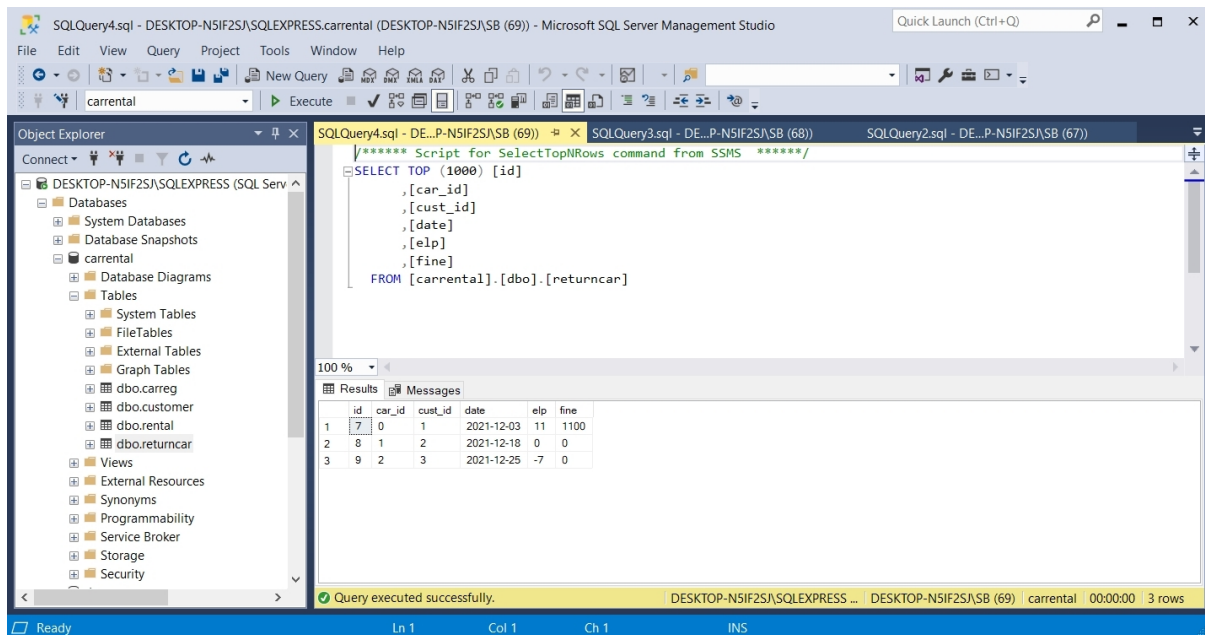 SQLQuery4.sql - DESKTOP-N5IF2SJ\SQLEXPRESS.carrental (DESKTOP-N5IF2SJ\SB (69)) - Microsoft SQL Server Management Studio
Quick Launch (Ctrl+Q)
File Edit View Query Project Tools Window Help
New Query MDX DMX XMLA DAX
carrental Execute
Object Explorer
Connect
DESKTOP-N5IF2SJ\SQLEXPRESS (SQL Serv
Databases
System Databases
Database Snapshots
carrental
Database Diagrams
Tables
System Tables
FileTables
External Tables
Graph Tables
dbo.carreg
dbo.customer
dbo.rental
dbo.returncar
Views
External Resources
Synonyms
Programmability
Service Broker
Storage
Security
SQLQuery4.sql - DE...P-N5IF2SJ\SB (69)) SQLQuery3.sql - DE...P-N5IF2SJ\SB (68)) SQLQuery2.sql - DE...P-N5IF2SJ\SB (67))
/****** Script for SelectTopNRows command from SSMS ******/
SELECT TOP (1000) [id]
,[car_id]
,[cust_id]
,[date]
,[elp]
,[fine]
FROM [carrental].[dbo].[returncar]
100 %
Results Messages
id car_id cust_id date elp fine
1 7 0 1 2021-12-03 11 1100
2 8 1 2 2021-12-18 0 0
3 9 2 3 2021-12-25 -7 0
Query executed successfully. DESKTOP-N5IF2SJ\SQLEXPRESS ... DESKTOP-N5IF2SJ\SB (69) carrental 00:00:00 3 rows
Ready Ln 1 Col 1 Ch 1 INS